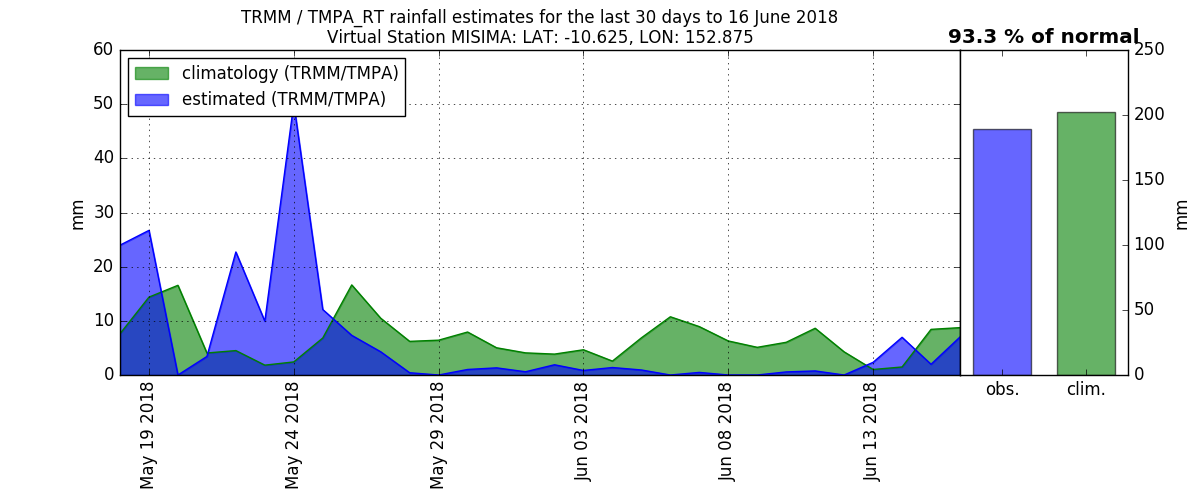 TRMM / TMPA_RT rainfall estimates for the last 30 days to 16 June 2018
Virtual Station MISIMA: LAT: -10.625, LON: 152.875
93.3 % of normal
climatology (TRMM/TMPA)
estimated (TRMM/TMPA)
60
50
40
30
20
10
0
mm
May 19 2018
May 24 2018
May 29 2018
Jun 03 2018
Jun 08 2018
Jun 13 2018
250
200
150
100
50
0
mm
obs.
clim.